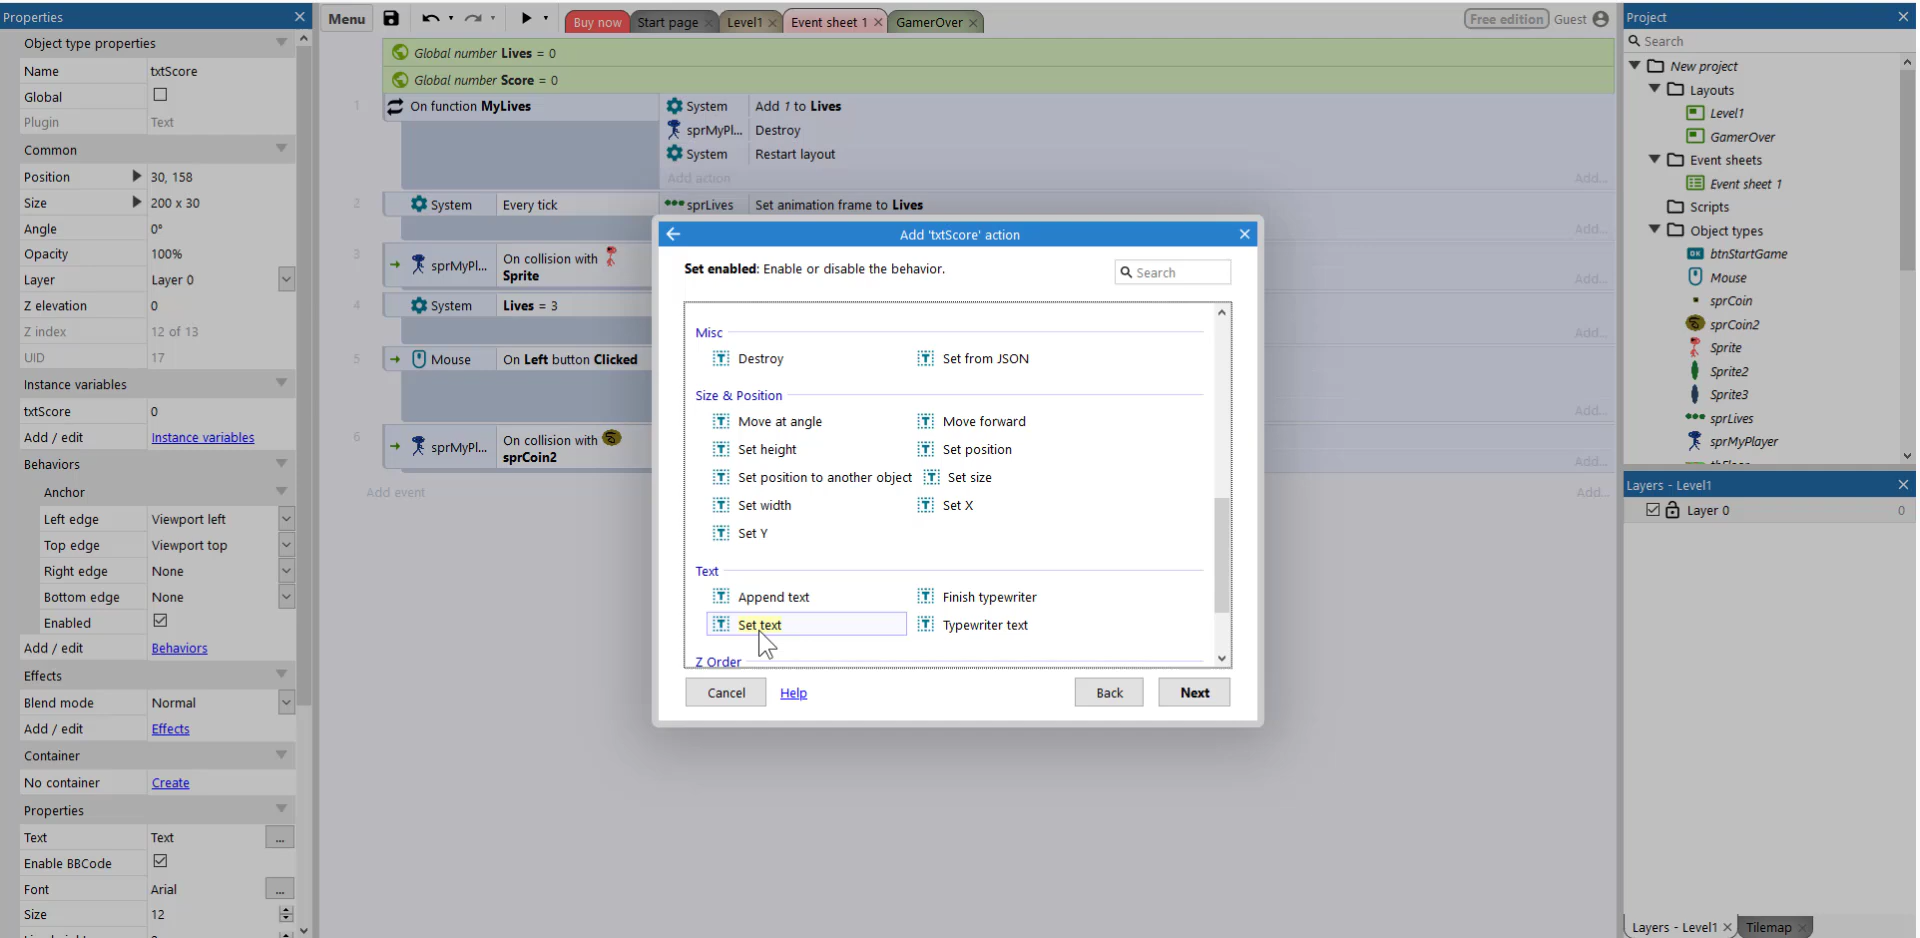 Properties
Object type properties
Name txtScore
Global
Plugin Text
Common
Position 30, 158
Size 200 x 30
Angle 0°
Opacity 100%
Layer Layer 0
Z elevation 0
Z index 12 of 13
UID 17
Instance variables
txtScore 0
Add / edit Instance variables
Behaviors
Anchor
Left edge Viewport left
Top edge Viewport top
Right edge None
Bottom edge None
Enabled
Add / edit Behaviors
Effects
Blend mode Normal
Add / edit Effects
Container
No container Create
Properties
Text Text ...
Enable BBCode
Font Arial ...
Size 12
Menu
Buy now Start page Level1 Event sheet 1 GamerOver
Free edition Guest
Global number Lives = 0
Global number Score = 0
1 On function MyLives System Add 1 to Lives
sprMyPl... Destroy
System Restart layout
Add action Add...
2 System Every tick sprLives Set animation frame to Lives
Add...
3 sprMyPl... On collision with Sprite
Add...
4 System Lives = 3
Add...
5 Mouse On Left button Clicked
Add...
6 sprMyPl... On collision with sprCoin2
Add...
Add event Add...
Add 'txtScore' action
Set enabled: Enable or disable the behavior.
Search
Misc
Destroy Set from JSON
Size & Position
Move at angle Move forward
Set height Set position
Set position to another object Set size
Set width Set X
Set Y
Text
Append text Finish typewriter
Set text Typewriter text
Z Order
Cancel Help Back Next
Project
Search
New project
Layouts
Level1
GamerOver
Event sheets
Event sheet 1
Scripts
Object types
btnStartGame
Mouse
sprCoin
sprCoin2
Sprite
Sprite2
Sprite3
sprLives
sprMyPlayer
Layers - Level1
Layer 0 0
Layers - Level1 Tilemap